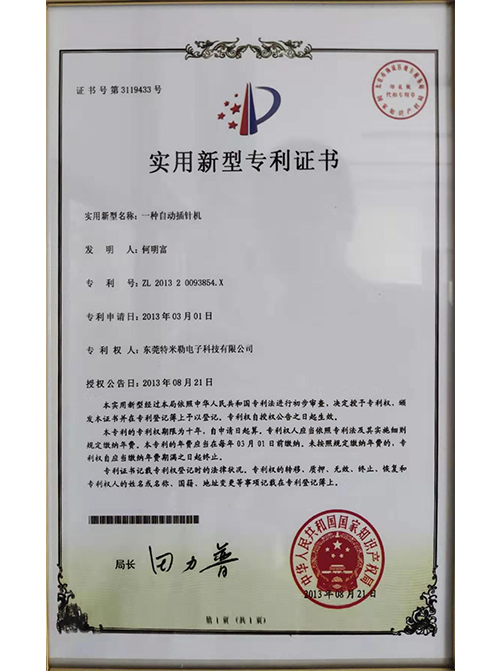 证书号第3119433号
实用新型专利证书
实用新型名称：一种自动插针机
发明人：何明富
专利号：ZL 2013 2 0093854.X
专利申请日：2013年03月01日
专利权人：东莞特米勒电子科技有限公司
授权公告日：2013年08月21日
本实用新型经过本局依照中华人民共和国专利法进行初步审查，决定授予专利权，颁
发本证书并在专利登记簿上予以登记。专利权自授权公告之日起生效。
本专利的专利权期限为十年，自申请日起算。专利权人应当依照专利法及其实施细
则规定缴纳年费。本专利的年费应当在每年03月01日前缴纳。未按照规定缴纳年费的，专
利权自应当缴纳年费期满之日起终止。
专利证书记载专利权登记时的法律状况。专利权的转移、质押、无效、终止、恢复和
专利权人的姓名或名称、国籍、地址变更等事项记载在专利登记簿上。
局长 田力普
中华人民共和国国家知识产权局
2013年08月21日
第1页（共1页）